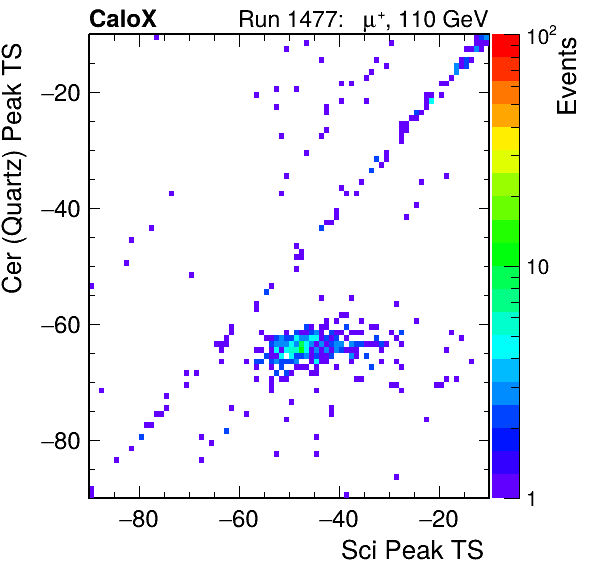 CaloX Run 1477: μ⁺, 110 GeV
10²
10
1
Events
Cer (Quartz) Peak TS
−20
−40
−60
−80
−80 −60 −40 −20
Sci Peak TS